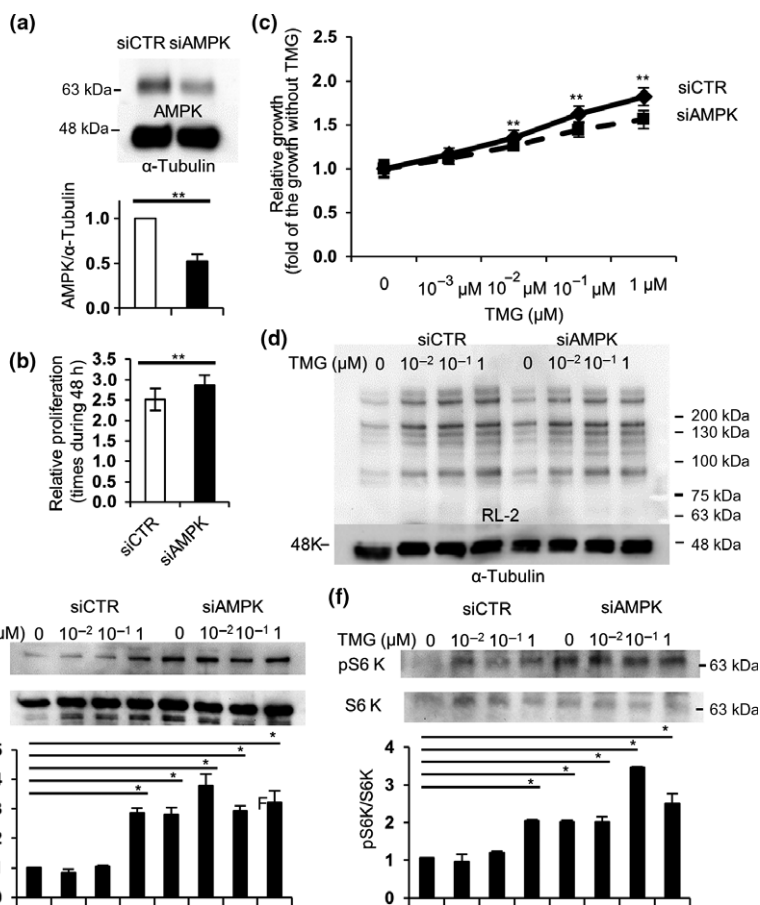 (a)
siCTR siAMPK
63 kDa
AMPK
48 kDa
α-Tubulin
AMPK/α-Tubulin
**
1.0
0.5
0.0
(b)
Relative proliferation
(times during 48 h)
**
3.5
3.0
2.5
2.0
1.5
1.0
0.5
0.0
siCTR
siAMPK
(c)
Relative growth
(fold of the growth without TMG)
2.5
2.0
1.5
1.0
0.5
0.0
** ** **
siCTR
siAMPK
0 10⁻³ µM 10⁻² µM 10⁻¹ µM 1 µM
TMG (µM)
(d)
siCTR siAMPK
TMG (µM) 0 10⁻² 10⁻¹ 1 0 10⁻² 10⁻¹ 1
200 kDa
130 kDa
100 kDa
75 kDa
63 kDa
RL-2
48K
48 kDa
α-Tubulin
siCTR siAMPK
µM) 0 10⁻² 10⁻¹ 1 0 10⁻² 10⁻¹ 1
* * * * *
F
(f)
siCTR siAMPK
TMG (µM) 0 10⁻² 10⁻¹ 1 0 10⁻² 10⁻¹ 1
pS6 K
63 kDa
S6 K
63 kDa
pS6K/S6K
* * * * *
4
2
0